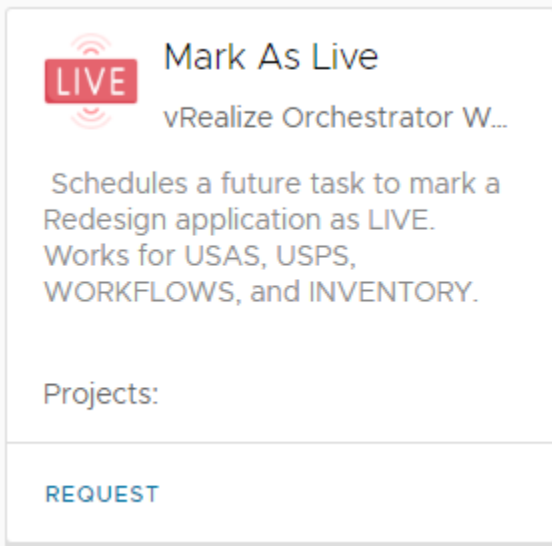 LIVE
Mark As Live
vRealize Orchestrator W...
Schedules a future task to mark a
Redesign application as LIVE.
Works for USAS, USPS,
WORKFLOWS, and INVENTORY.
Projects:
REQUEST